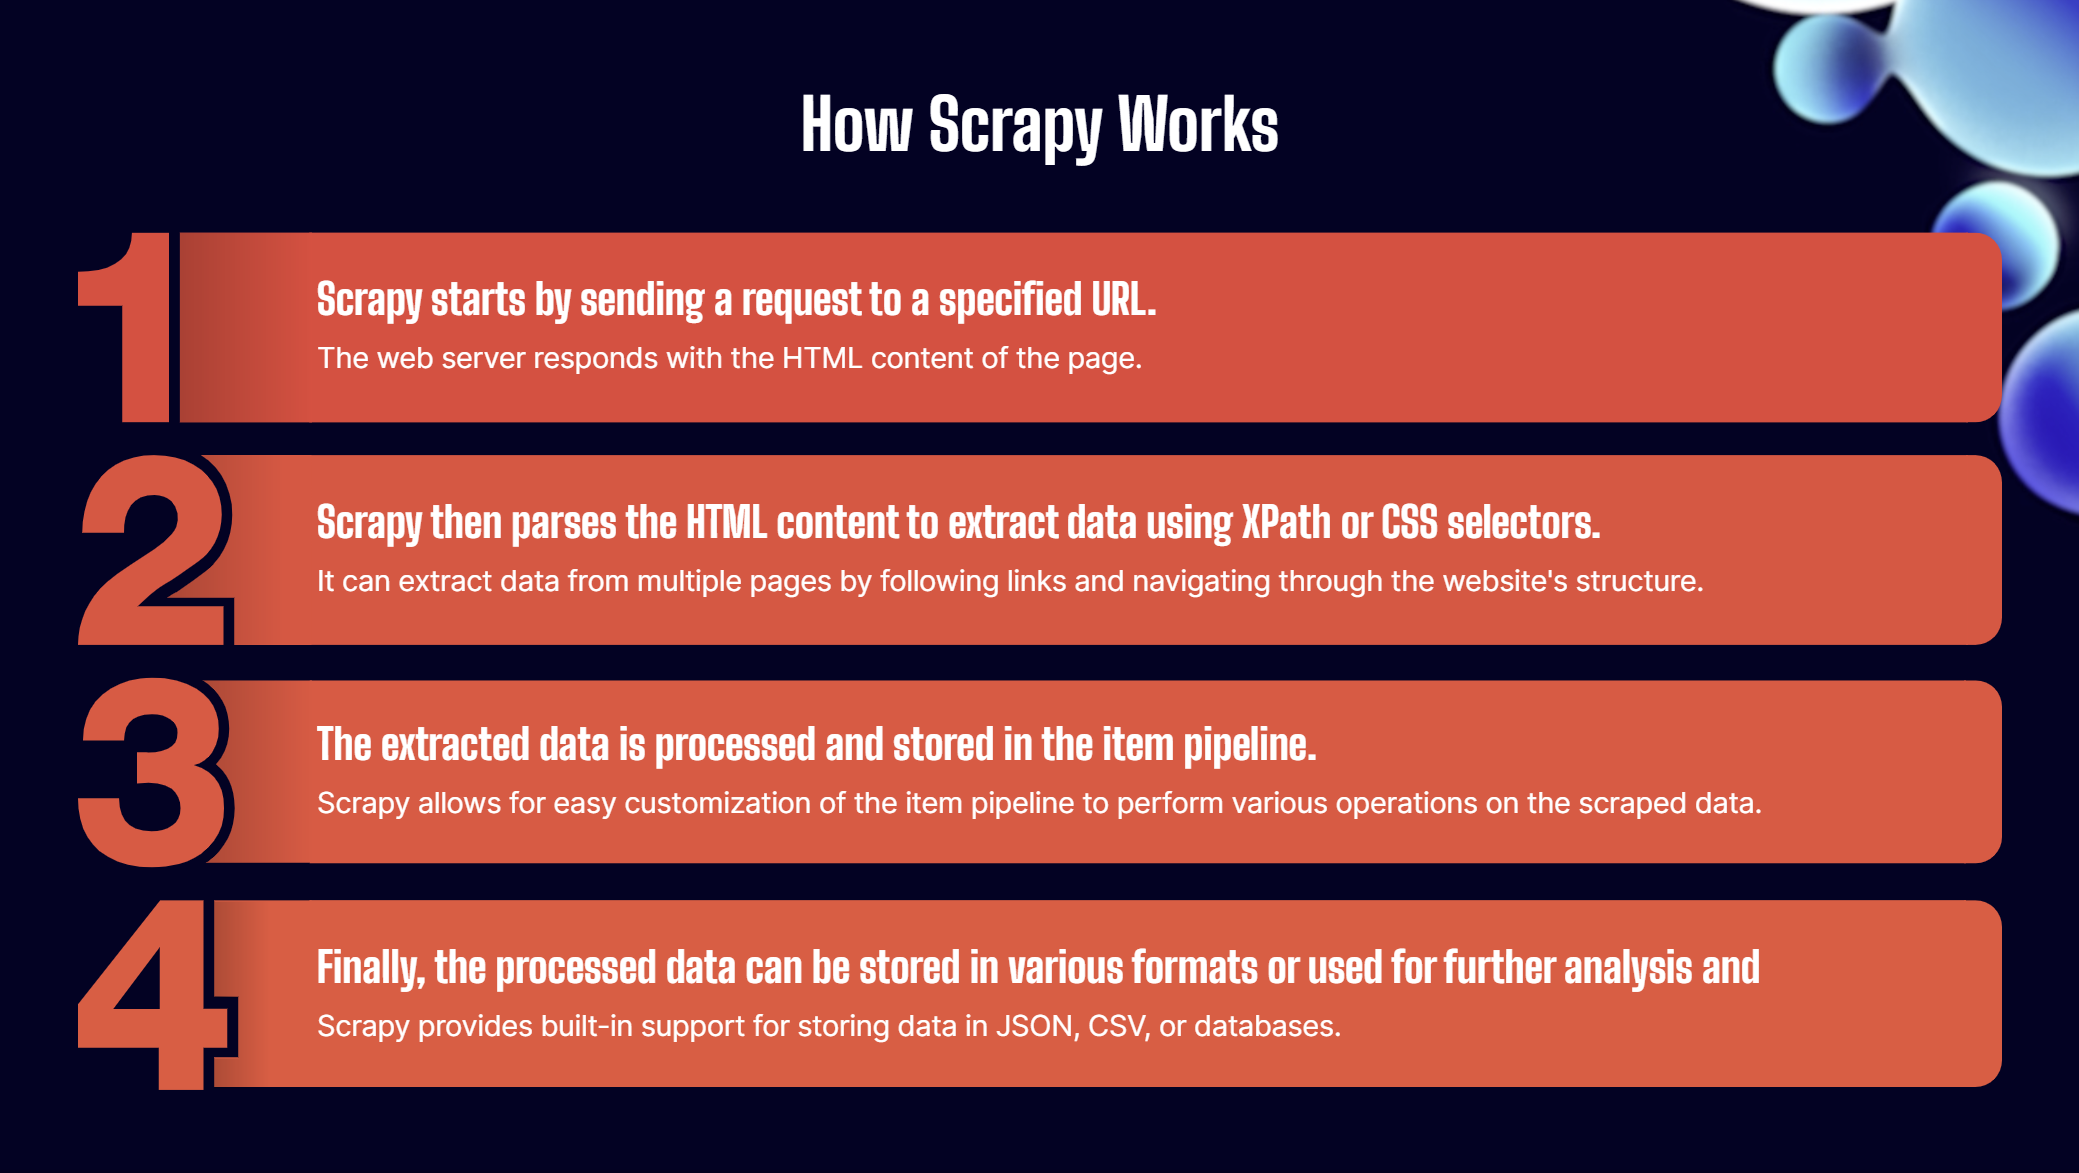 How Scrapy Works
1
Scrapy starts by sending a request to a specified URL.
The web server responds with the HTML content of the page.
2
Scrapy then parses the HTML content to extract data using XPath or CSS selectors.
It can extract data from multiple pages by following links and navigating through the website's structure.
3
The extracted data is processed and stored in the item pipeline.
Scrapy allows for easy customization of the item pipeline to perform various operations on the scraped data.
4
Finally, the processed data can be stored in various formats or used for further analysis and
Scrapy provides built-in support for storing data in JSON, CSV, or databases.